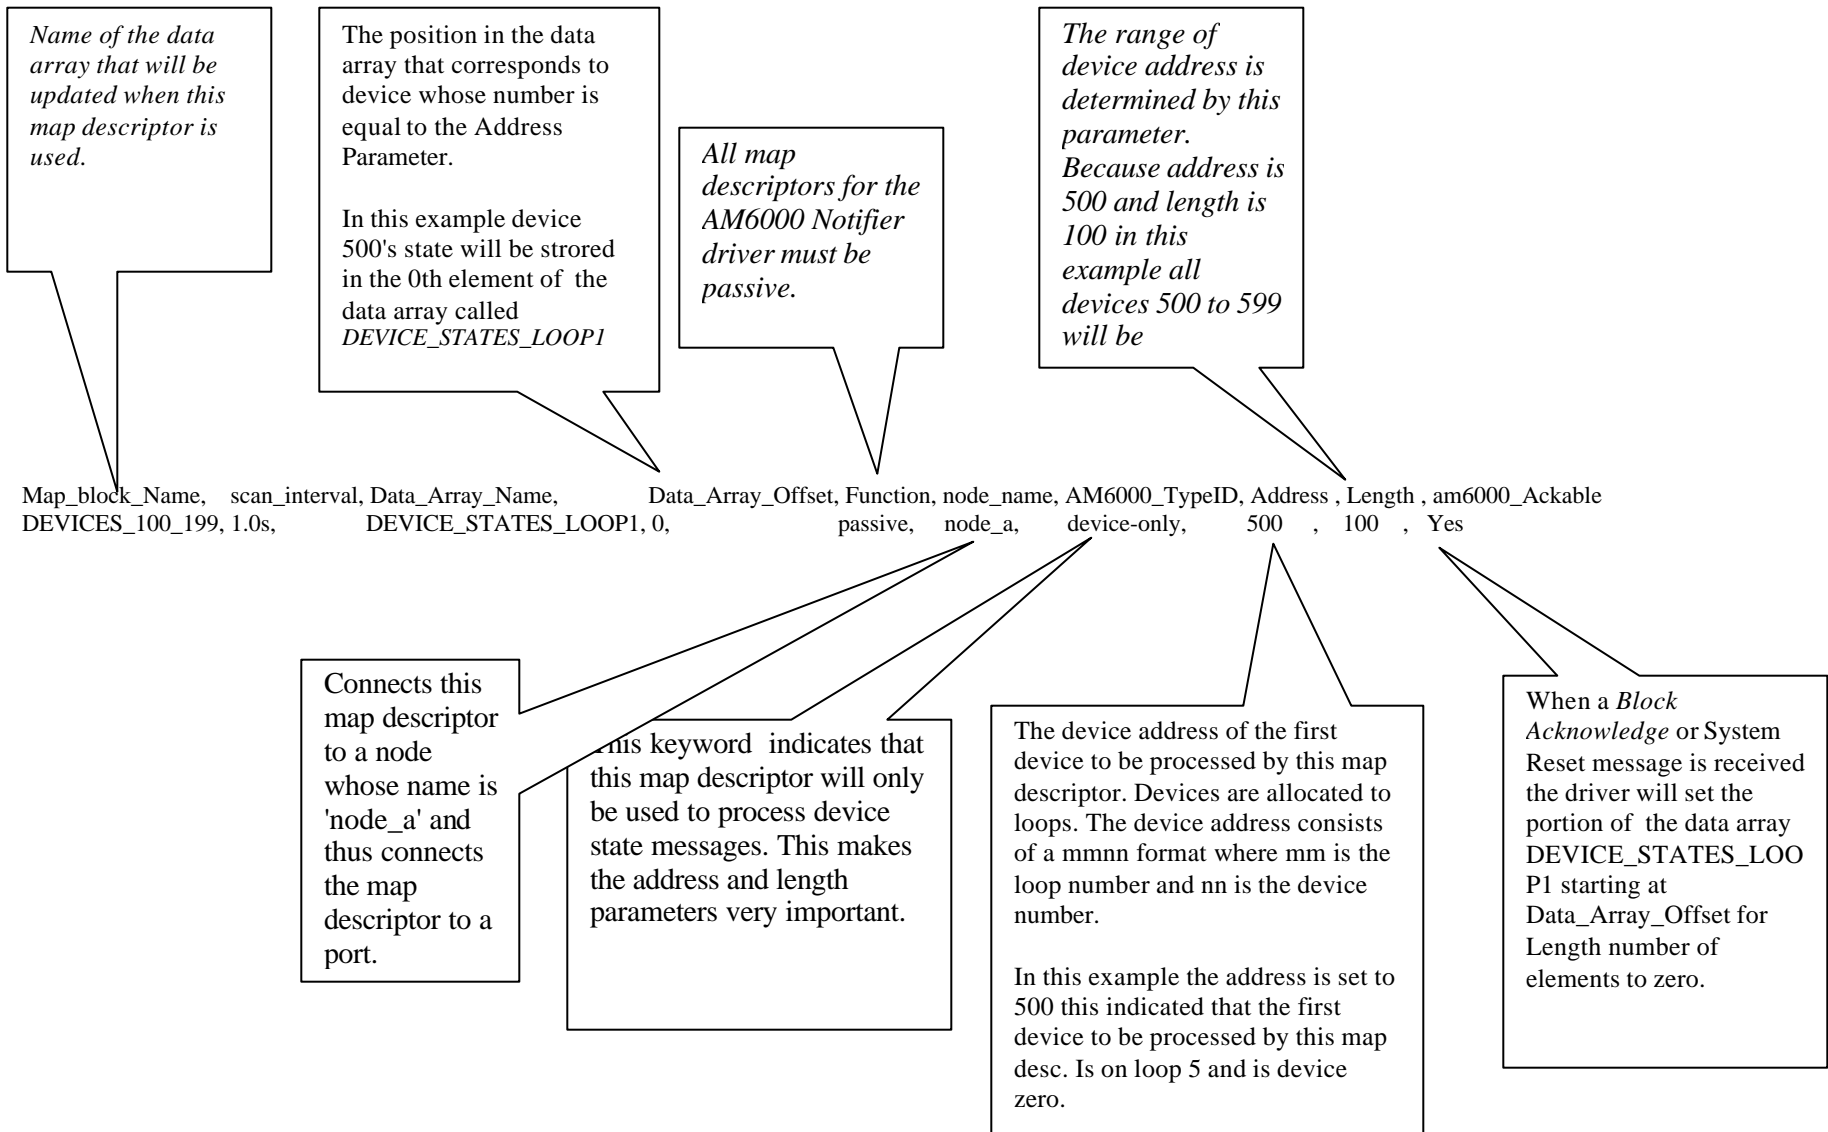 Name of the data
array that will be
updated when this
map descriptor is
used.
The position in the data
array that corresponds to
device whose number is
equal to the Address
Parameter.
In this example device
500's state will be strored
in the 0th element of the
data array called
DEVICE_STATES_LOOP1
All map
descriptors for the
AM6000 Notifier
driver must be
passive.
The range of
device address is
determined by this
parameter.
Because address is
500 and length is
100 in this
example all
devices 500 to 599
will be
Map_block_Name, scan_interval, Data_Array_Name, Data_Array_Offset, Function, node_name, AM6000_TypeID, Address , Length , am6000_Ackable
DEVICES_100_199, 1.0s, DEVICE_STATES_LOOP1, 0, passive, node_a, device-only, 500 , 100 , Yes
Connects this
map descriptor
to a node
whose name is
'node_a' and
thus connects
the map
descriptor to a
port.
This keyword indicates that
this map descriptor will only
be used to process device
state messages. This makes
the address and length
parameters very important.
The device address of the first
device to be processed by this map
descriptor. Devices are allocated to
loops. The device address consists
of a mmnn format where mm is the
loop number and nn is the device
number.
In this example the address is set to
500 this indicated that the first
device to be processed by this map
desc. Is on loop 5 and is device
zero.
When a Block
Acknowledge or System
Reset message is received
the driver will set the
portion of the data array
DEVICE_STATES_LOO
P1 starting at
Data_Array_Offset for
Length number of
elements to zero.